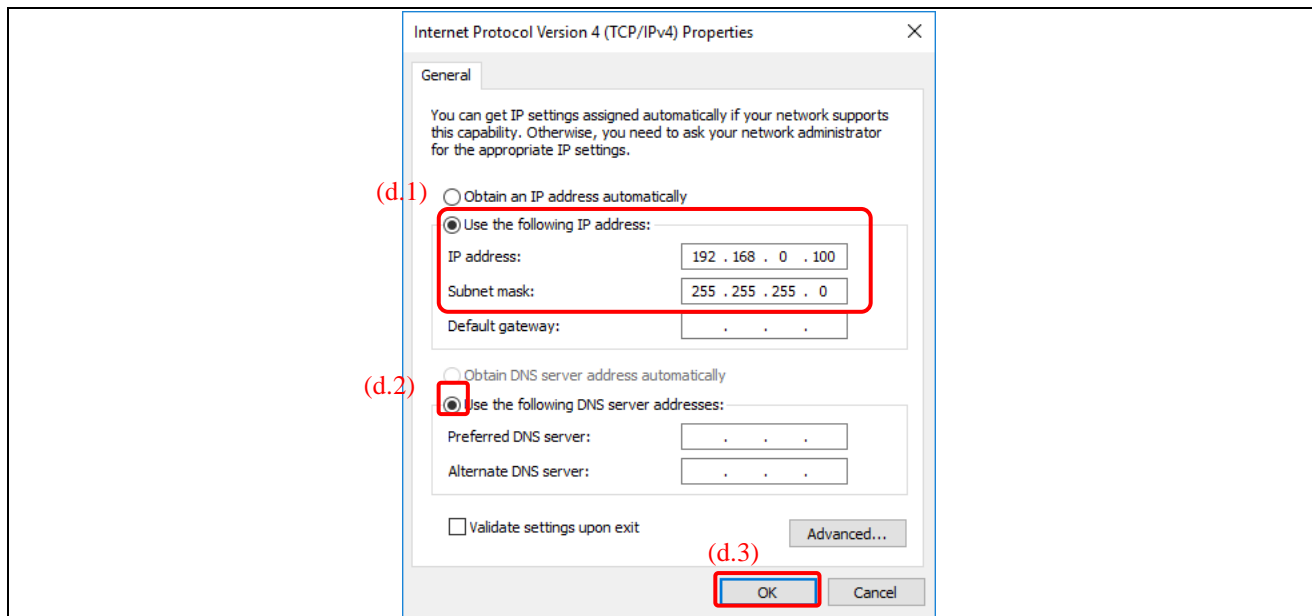 Internet Protocol Version 4 (TCP/IPv4) Properties
General
You can get IP settings assigned automatically if your network supports
this capability. Otherwise, you need to ask your network administrator
for the appropriate IP settings.
(d.1)
Obtain an IP address automatically
Use the following IP address:
IP address: 192 . 168 . 0 . 100
Subnet mask: 255 . 255 . 255 . 0
Default gateway: . . .
Obtain DNS server address automatically
(d.2)
Use the following DNS server addresses:
Preferred DNS server: . . .
Alternate DNS server: . . .
Validate settings upon exit
Advanced...
(d.3)
OK Cancel